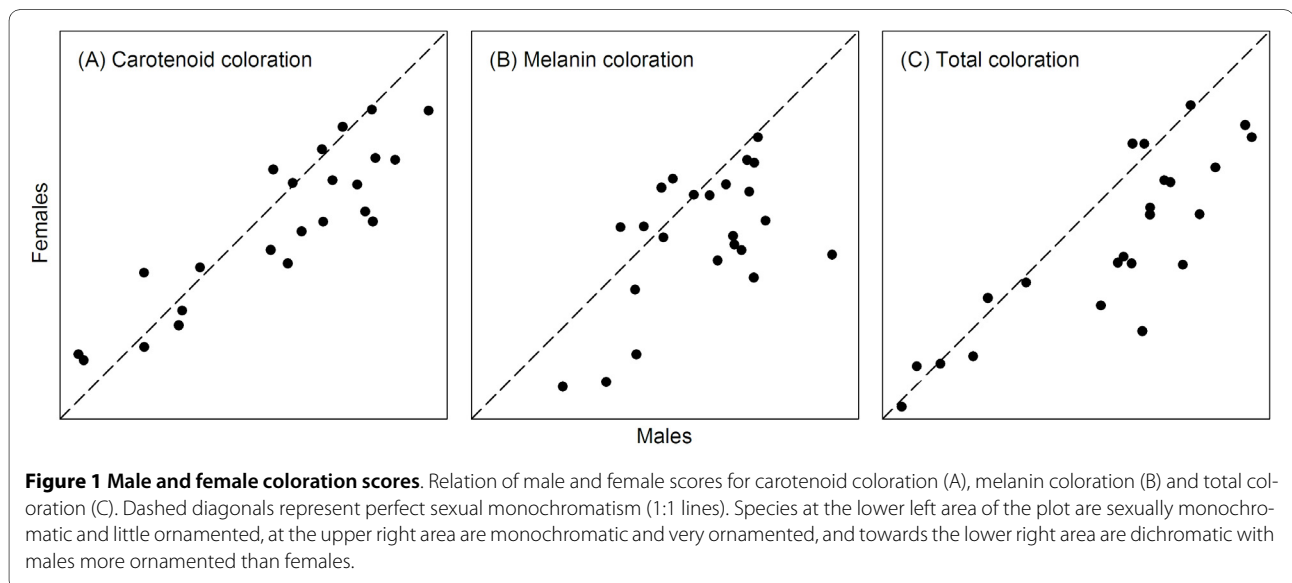 (A) Carotenoid coloration
(B) Melanin coloration
(C) Total coloration
Females
Males
Figure 1 Male and female coloration scores. Relation of male and female scores for carotenoid coloration (A), melanin coloration (B) and total col-
oration (C). Dashed diagonals represent perfect sexual monochromatism (1:1 lines). Species at the lower left area of the plot are sexually monochro-
matic and little ornamented, at the upper right area are monochromatic and very ornamented, and towards the lower right area are dichromatic with
males more ornamented than females.